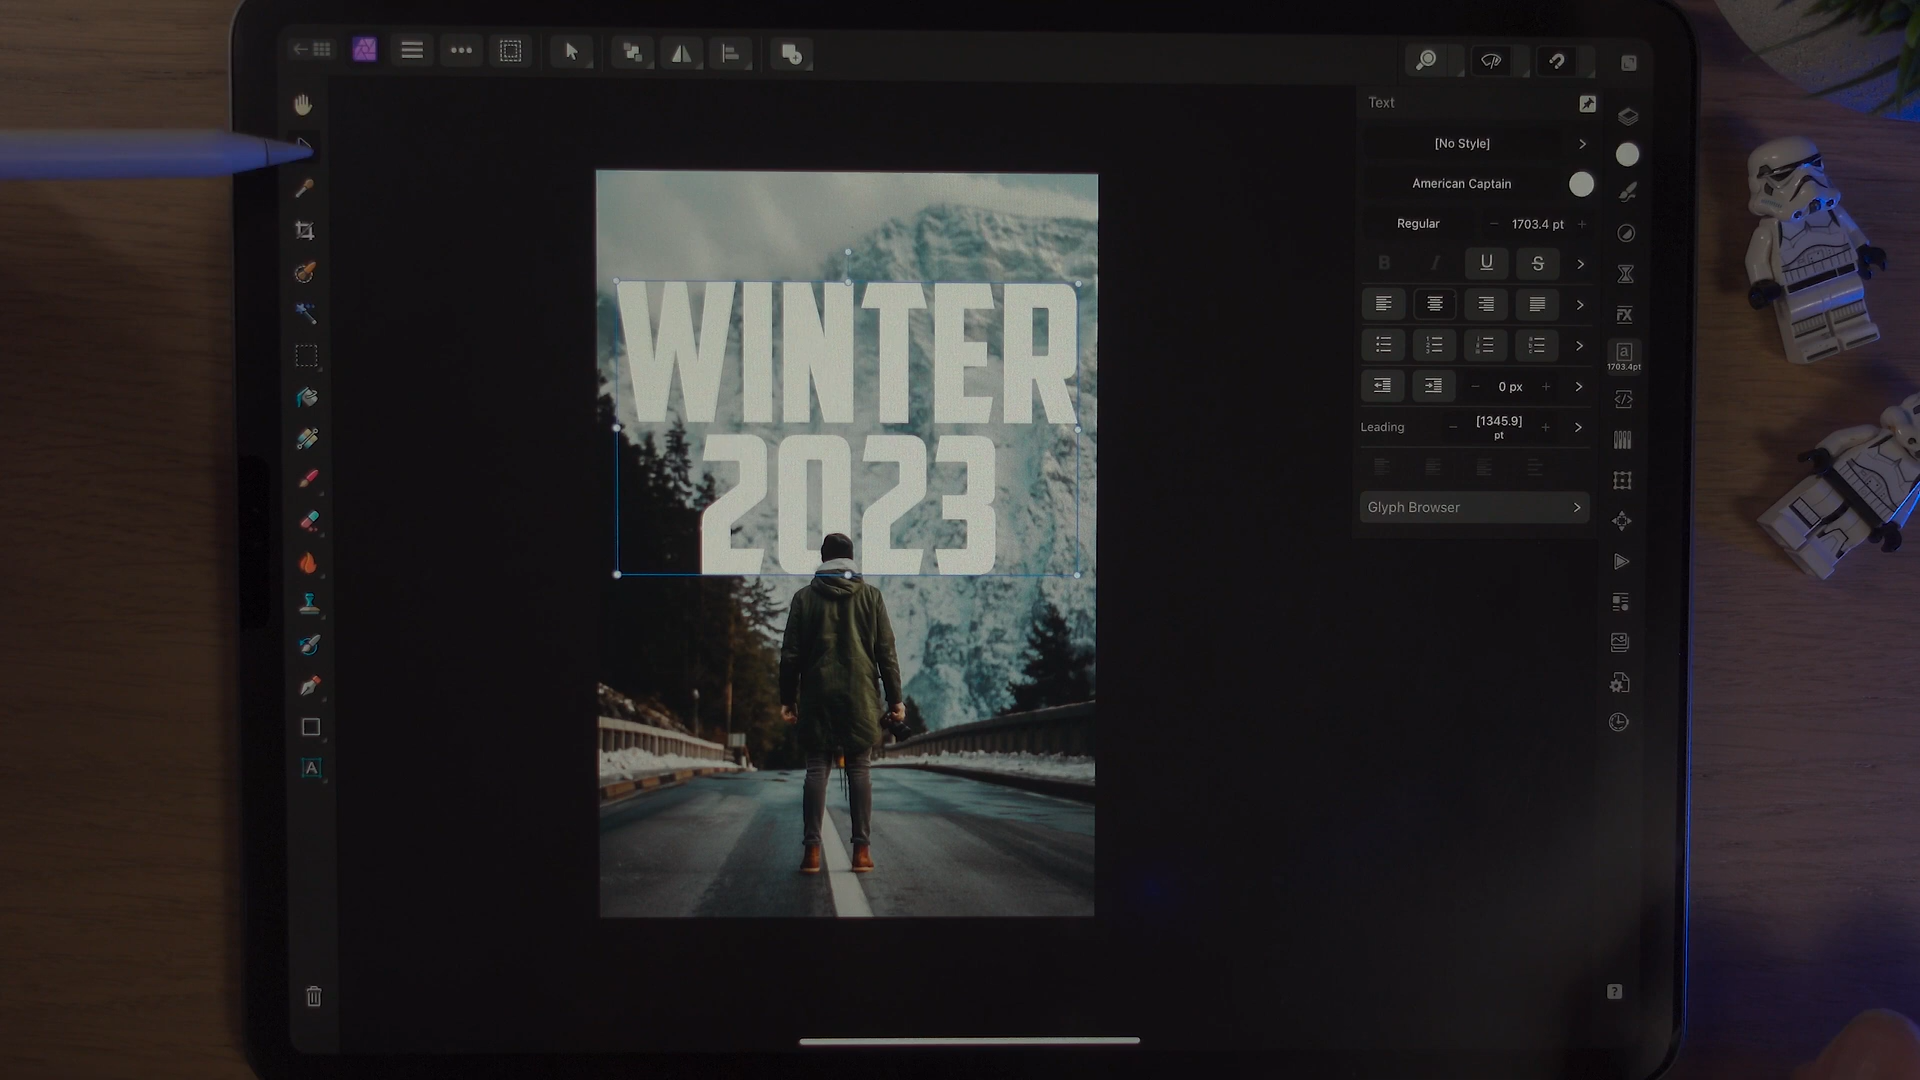 Text
[No Style]
American Captain
Regular
1703.4 pt
B
I
U
S
0 px
Leading
[1345.9]
pt
Glyph Browser
FX
a
1703.4pt
A
?
WINTER
2023